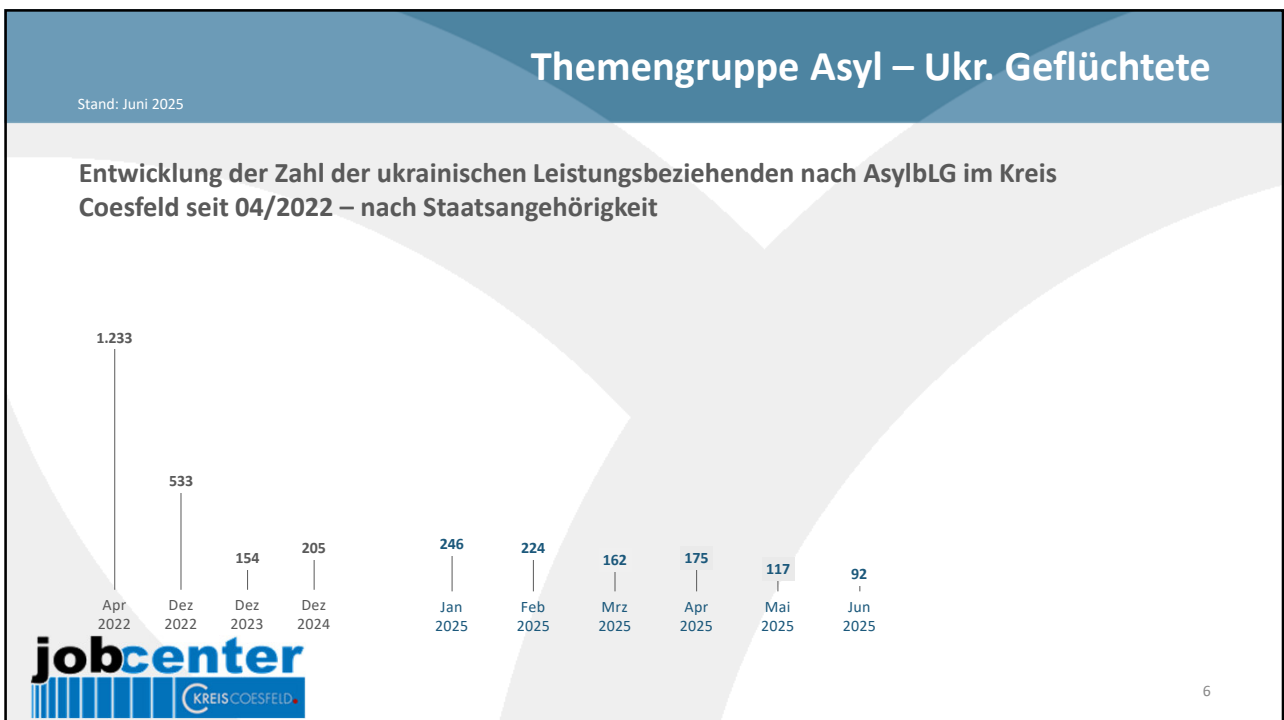 Themengruppe Asyl – Ukr. Geflüchtete
Stand: Juni 2025
Entwicklung der Zahl der ukrainischen Leistungsbeziehenden nach AsylbLG im Kreis
Coesfeld seit 04/2022 – nach Staatsangehörigkeit
1.233
533
154
205
246
224
162
175
117
92
Apr
2022
Dez
2022
Dez
2023
Dez
2024
Jan
2025
Feb
2025
Mrz
2025
Apr
2025
Mai
2025
Jun
2025
jobcenter
KREIS COESFELD
6